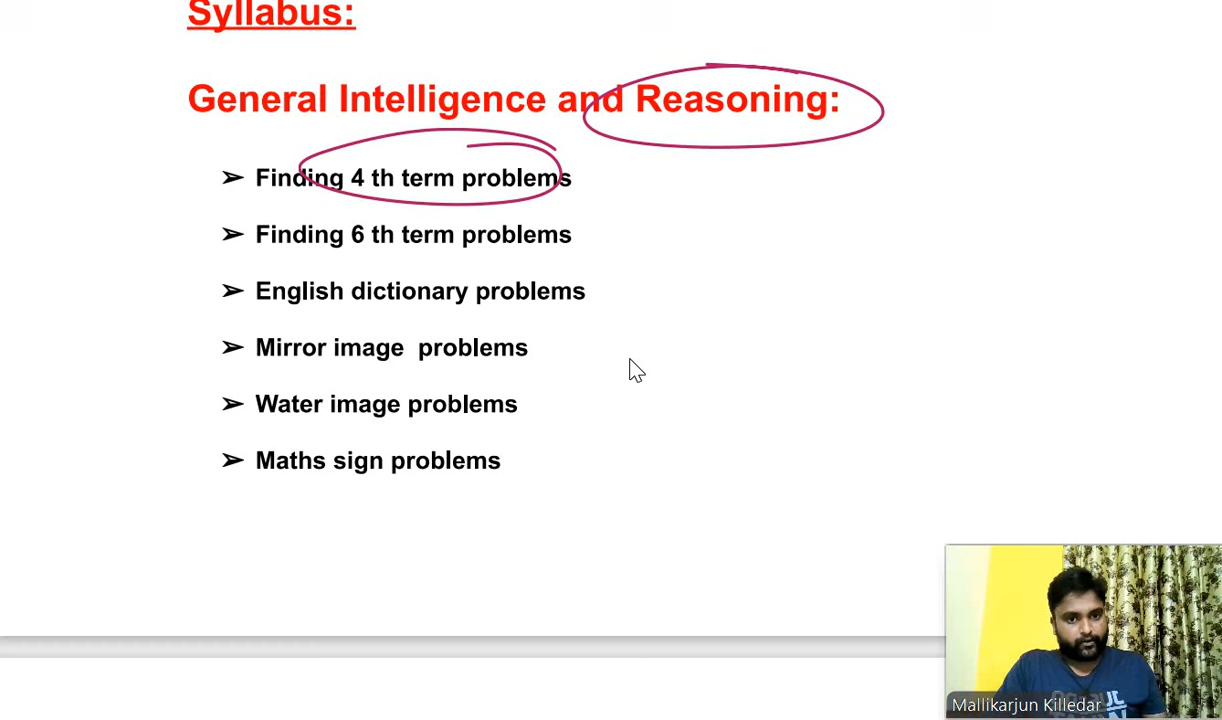 Syllabus:
General Intelligence and Reasoning:
➢ Finding 4 th term problems
➢ Finding 6 th term problems
➢ English dictionary problems
➢ Mirror image  problems
➢ Water image problems
➢ Maths sign problems
Mallikarjun Killedar